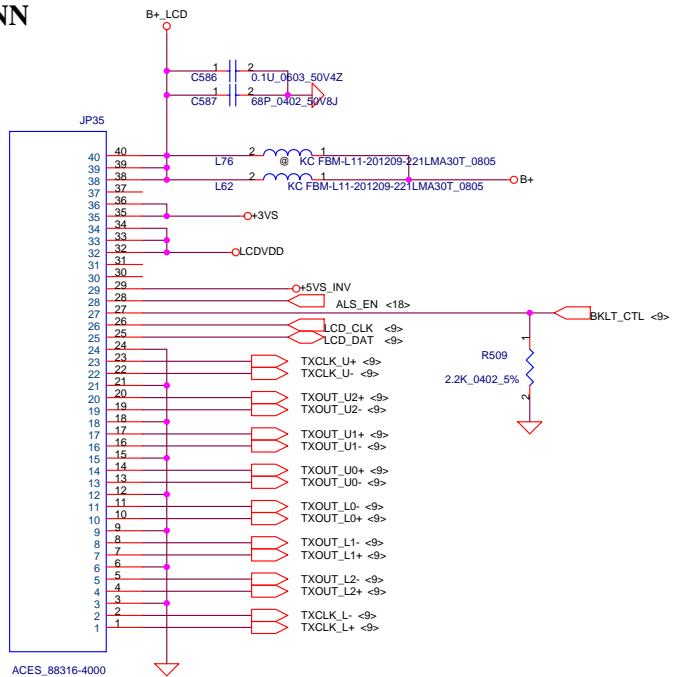 NN
B+_LCD
C586 1 2 0.1U_0603_50V4Z
C587 1 2 68P_0402_50V8J
JP35
40 40 L76 2 1 @ KC FBM-L11-201209-221LMA30T_0805
39 39
38 38 L62 2 1 KC FBM-L11-201209-221LMA30T_0805 B+
37 37
36 36
35 35 +3VS
34 34
33 33
32 32 LCDVDD
31 31
30 30
29 29 +5VS_INV
28 28 ALS_EN <18>
27 27 BKLT_CTL <9>
26 26 LCD_CLK <9>
25 25 LCD_DAT <9>
24 24
23 23 TXCLK_U+ <9>
22 22 TXCLK_U- <9>
21 21
20 20 TXOUT_U2+ <9>
19 19 TXOUT_U2- <9>
18 18
17 17 TXOUT_U1+ <9>
16 16 TXOUT_U1- <9>
15 15
14 14 TXOUT_U0+ <9>
13 13 TXOUT_U0- <9>
12 12
11 11 TXOUT_L0- <9>
10 10 TXOUT_L0+ <9>
9 9
8 8 TXOUT_L1- <9>
7 7 TXOUT_L1+ <9>
6 6
5 5 TXOUT_L2- <9>
4 4 TXOUT_L2+ <9>
3 3
2 2 TXCLK_L- <9>
1 1 TXCLK_L+ <9>
1
R509
2.2K_0402_5%
2
ACES_88316-4000